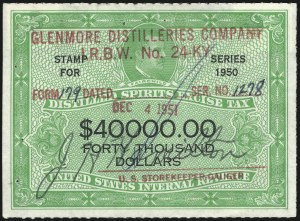 GLENMORE DISTILLERIES COMPANY
I.R.B.W. No. 24 KY.
STAMP FOR SERIES 1950
FORM 179 DATED SER. NO. 1278
DISTILLED SPIRITS EXCISE TAX
DEC 4 1951
$40000.00
FORTY THOUSAND
DOLLARS
U. S. STOREKEEPER-GAUGER
UNITED STATES INTERNAL